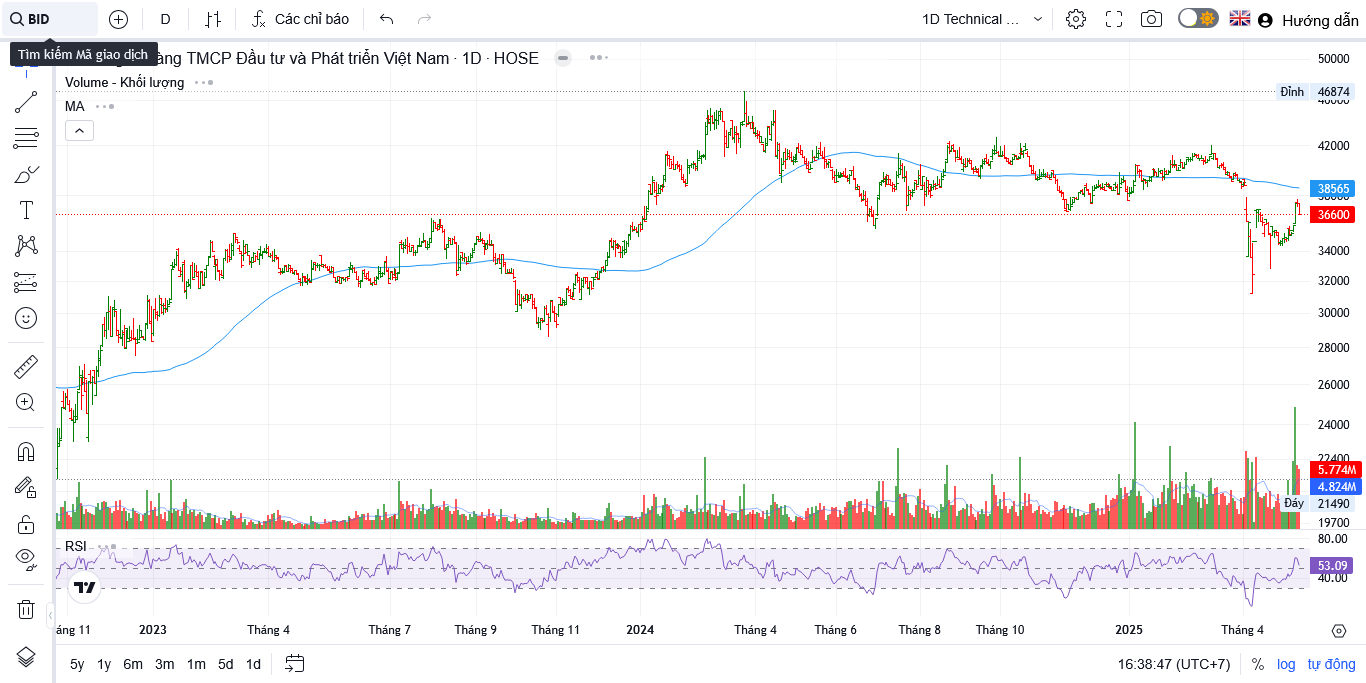 BID
D
Các chỉ báo
1D Technical ...
Hướng dẫn
Tìm kiếm Mã giao dịch
àng TMCP Đầu tư và Phát triển Việt Nam · 1D · HOSE
Volume - Khối lượng
MA
50000
Đỉnh 46874
42000
38565
36600
34000
32000
30000
28000
26000
24000
22400
5.774M
4.824M
Đáy 21490
19700
RSI
80.00
53.09
40.00
áng 11 2023 Tháng 4 Tháng 7 Tháng 9 Tháng 11 2024 Tháng 4 Tháng 6 Tháng 8 Tháng 10 2025 Tháng 4
5y 1y 6m 3m 1m 5d 1d
16:38:47 (UTC+7) % log tự động